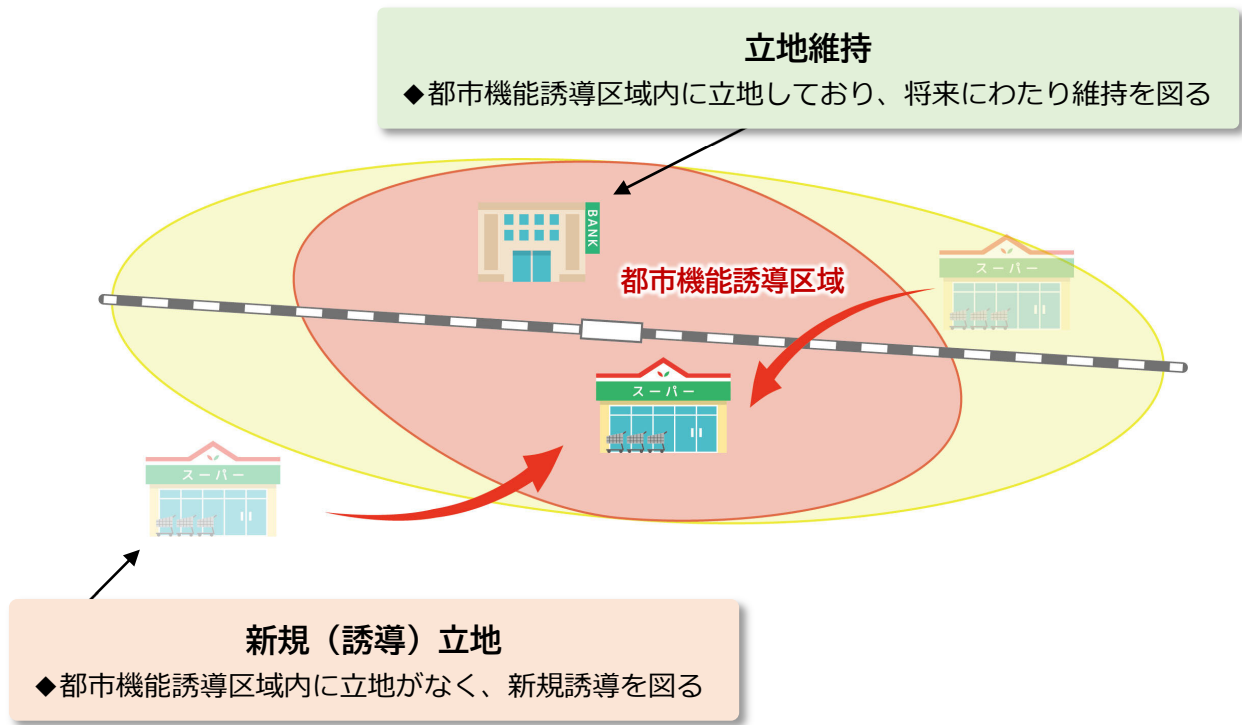 立地維持
◆都市機能誘導区域内に立地しており、将来にわたり維持を図る
BANK
都市機能誘導区域
スーパー
スーパー
スーパー
新規（誘導）立地
◆都市機能誘導区域内に立地がなく、新規誘導を図る